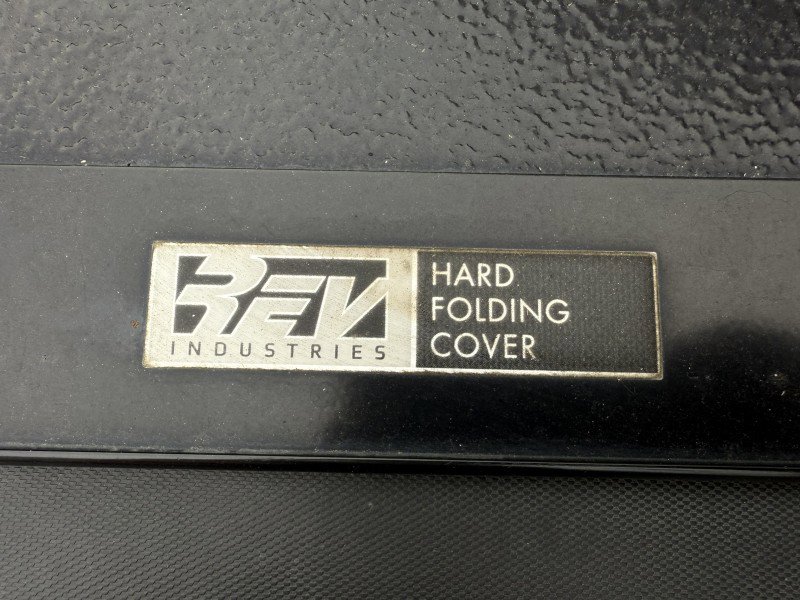 REV
INDUSTRIES
HARD
FOLDING
COVER